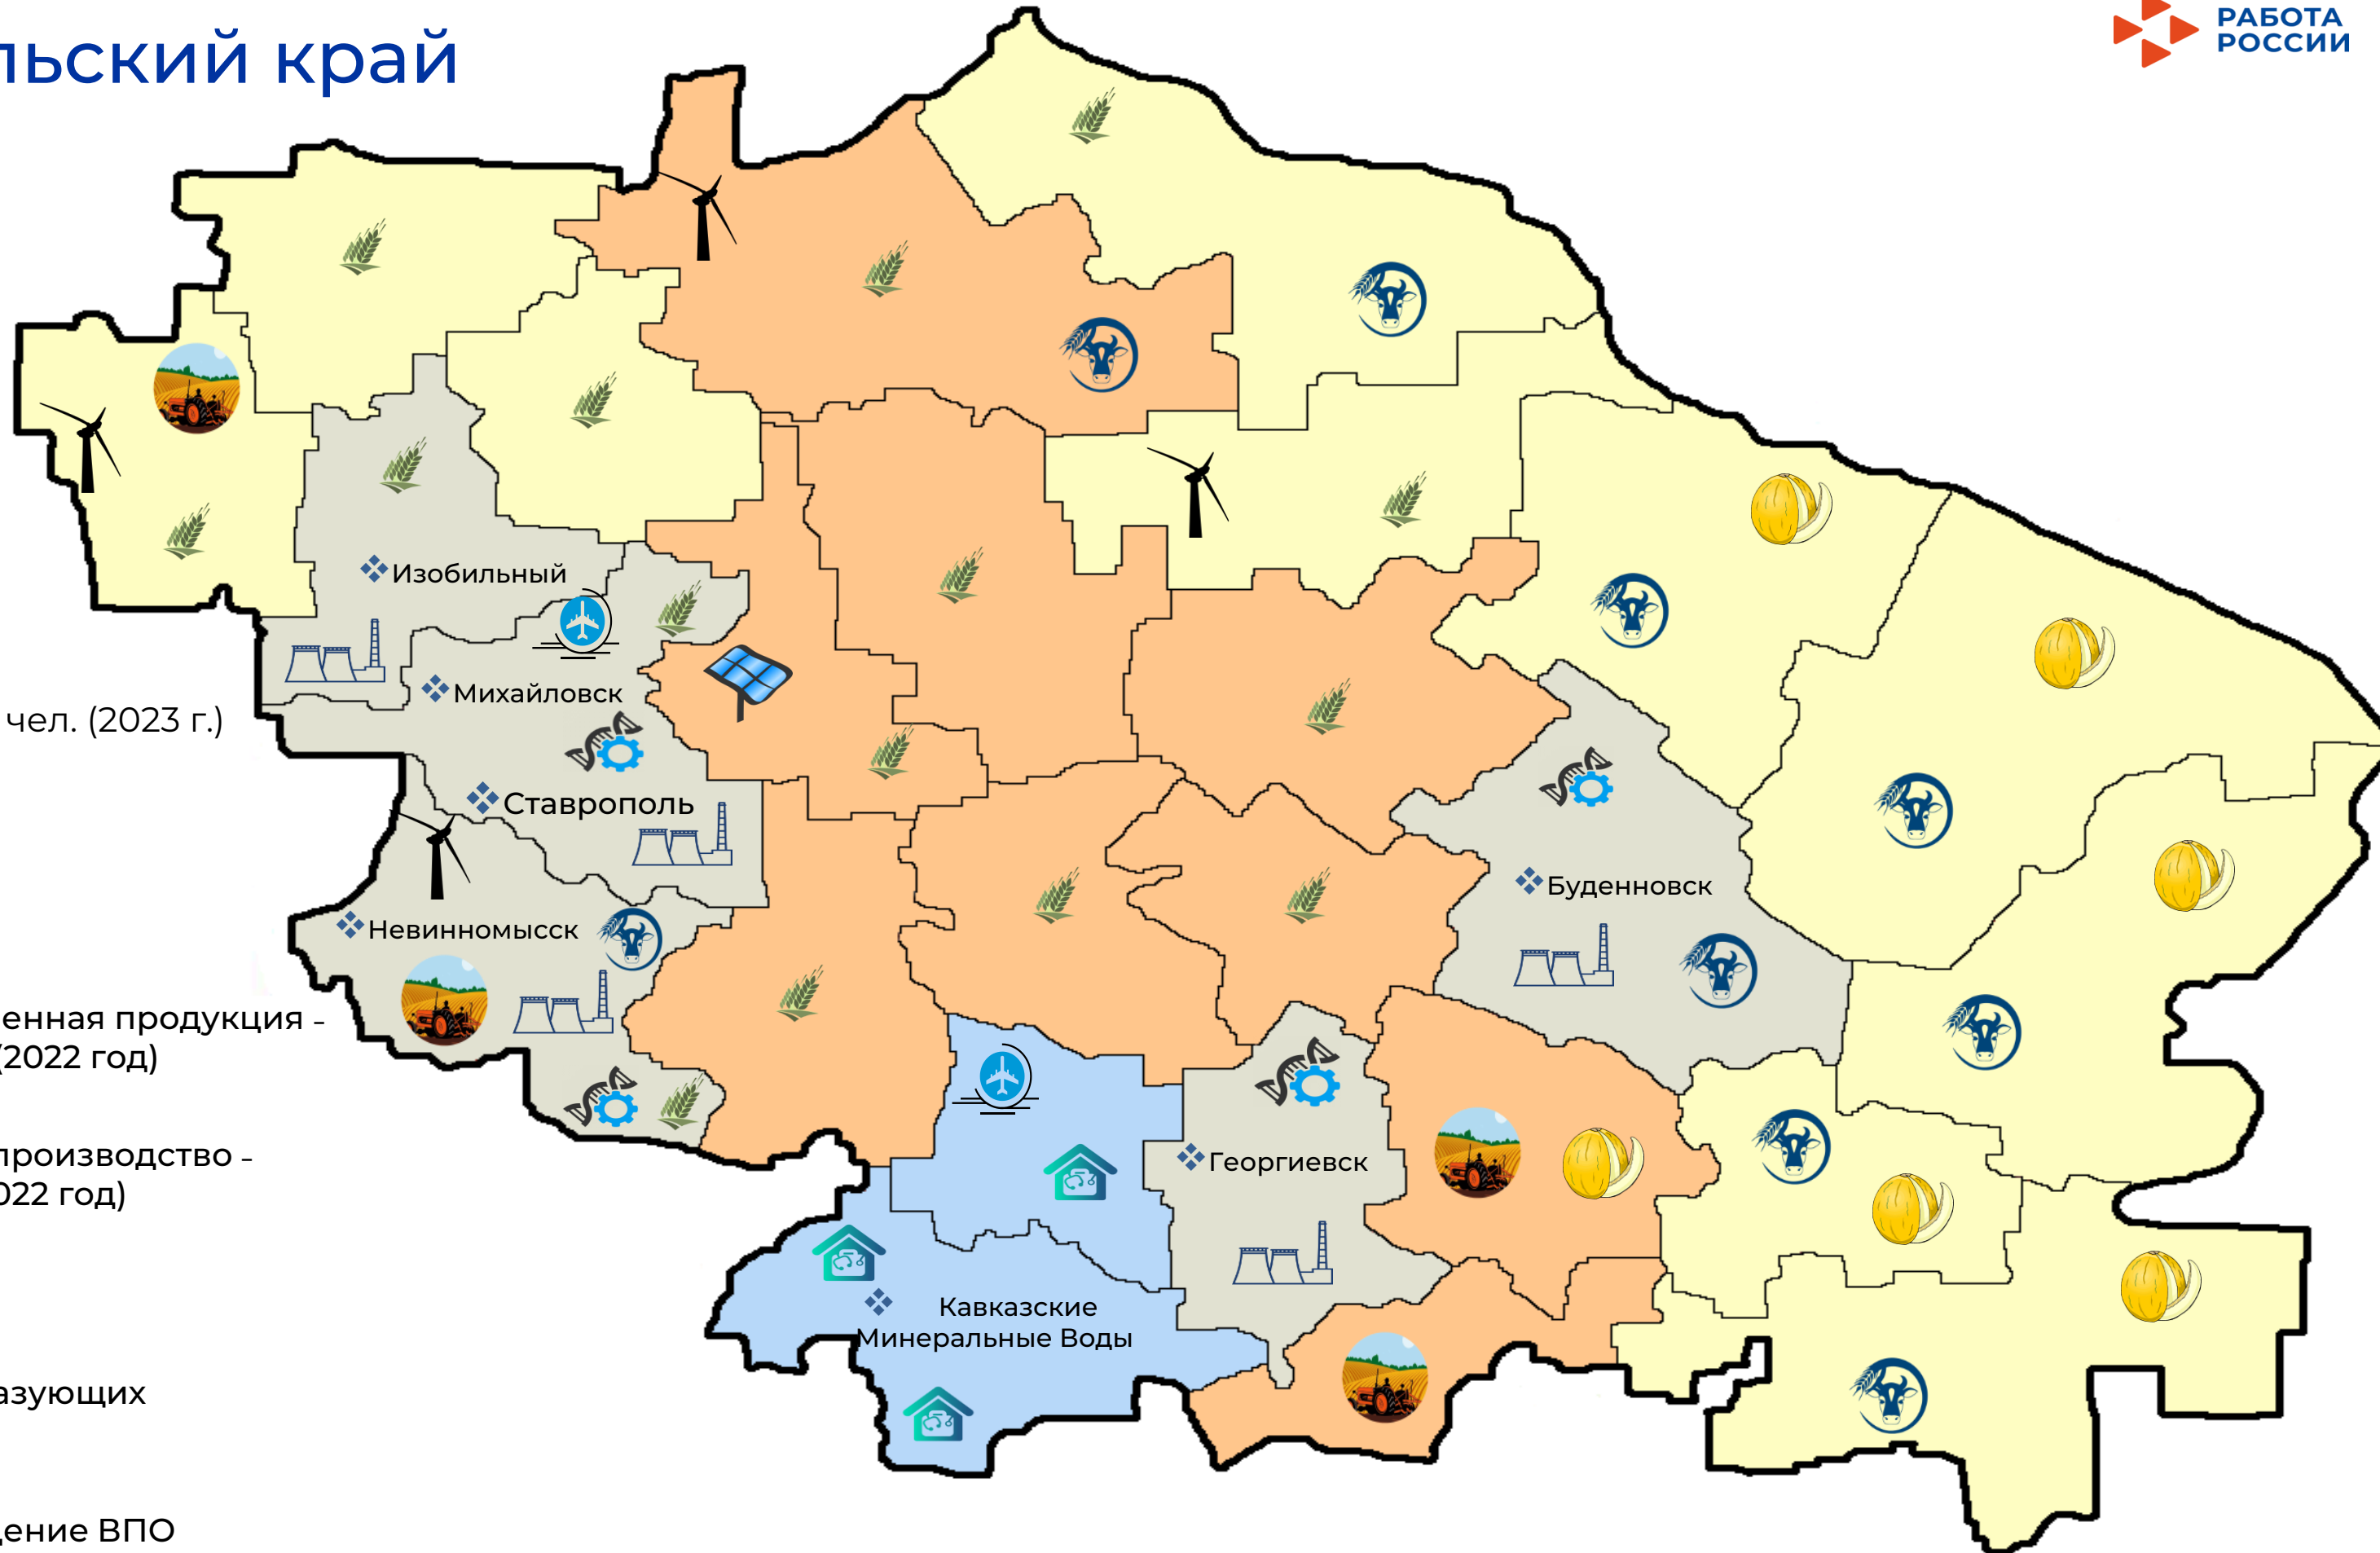 льский край
РАБОТА
РОССИИ
Изобильный
Михайловск
чел. (2023 г.)
Ставрополь
Буденновск
Невинномысск
енная продукция -
(2022 год)
производство -
022 год)
Георгиевск
Кавказские
Минеральные Воды
азующих
дение ВПО